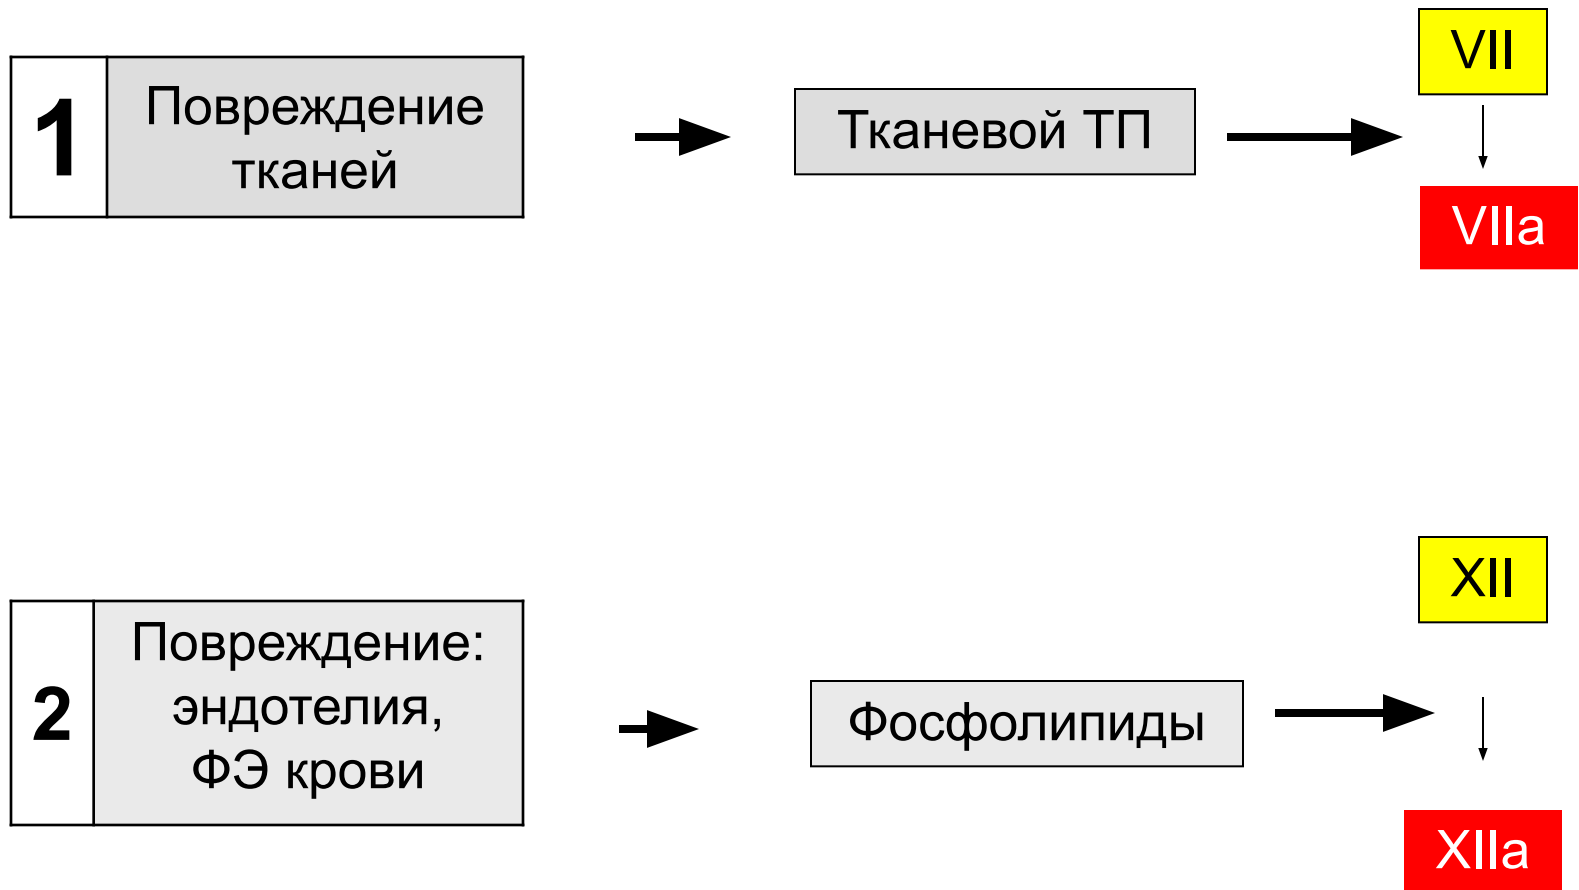 1
Повреждение
тканей
Тканевой ТП
VII
VIIa
2
Повреждение:
эндотелия,
ФЭ крови
Фосфолипиды
XII
XIIa